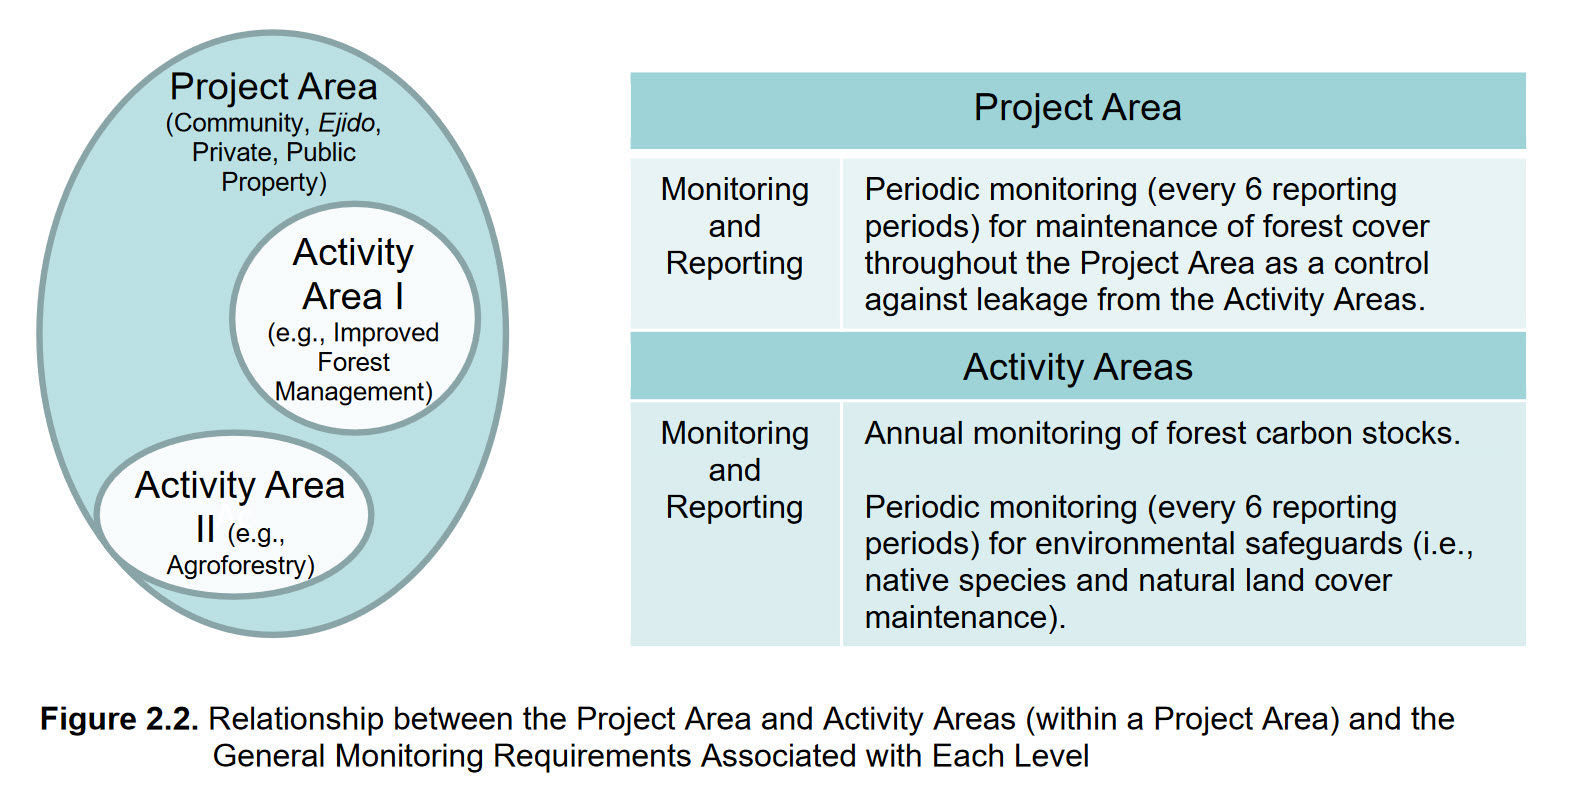 Project Area
(Community, Ejido,
Private, Public
Property)
Activity
Area I
(e.g., Improved
Forest
Management)
Activity Area
II (e.g.,
Agroforestry)
Project Area
Monitoring
and
Reporting
Periodic monitoring (every 6 reporting
periods) for maintenance of forest cover
throughout the Project Area as a control
against leakage from the Activity Areas.
Activity Areas
Monitoring
and
Reporting
Annual monitoring of forest carbon stocks.
Periodic monitoring (every 6 reporting
periods) for environmental safeguards (i.e.,
native species and natural land cover
maintenance).
Figure 2.2. Relationship between the Project Area and Activity Areas (within a Project Area) and the
General Monitoring Requirements Associated with Each Level